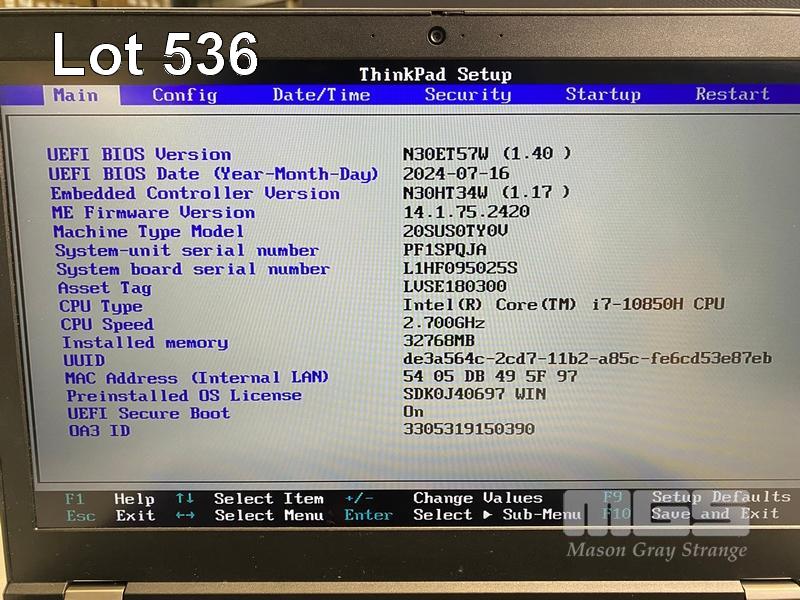 Lot 536
ThinkPad Setup
Main Config Date/Time Security Startup Restart
UEFI BIOS Version N30ET57W (1.40 )
UEFI BIOS Date (Year-Month-Day) 2024-07-16
Embedded Controller Version N30HT34W (1.17 )
ME Firmware Version 14.1.75.2420
Machine Type Model 20SUS0TY0V
System-unit serial number PF1SPQJA
System board serial number L1HF095025S
Asset Tag LVSE180300
CPU Type Intel(R) Core(TM) i7-10850H CPU
CPU Speed 2.700GHz
Installed memory 32768MB
UUID de3a564c-2cd7-11b2-a85c-fe6cd53e87eb
MAC Address (Internal LAN) 54 05 DB 49 5F 97
Preinstalled OS License SDK0J40697 WIN
UEFI Secure Boot On
OA3 ID 3305319150390
F1 Help ↑↓ Select Item +/- Change Values F9 Setup Defaults
Esc Exit ←→ Select Menu Enter Select ▶ Sub-Menu F10 Save and Exit
MGS
Mason Gray Strange